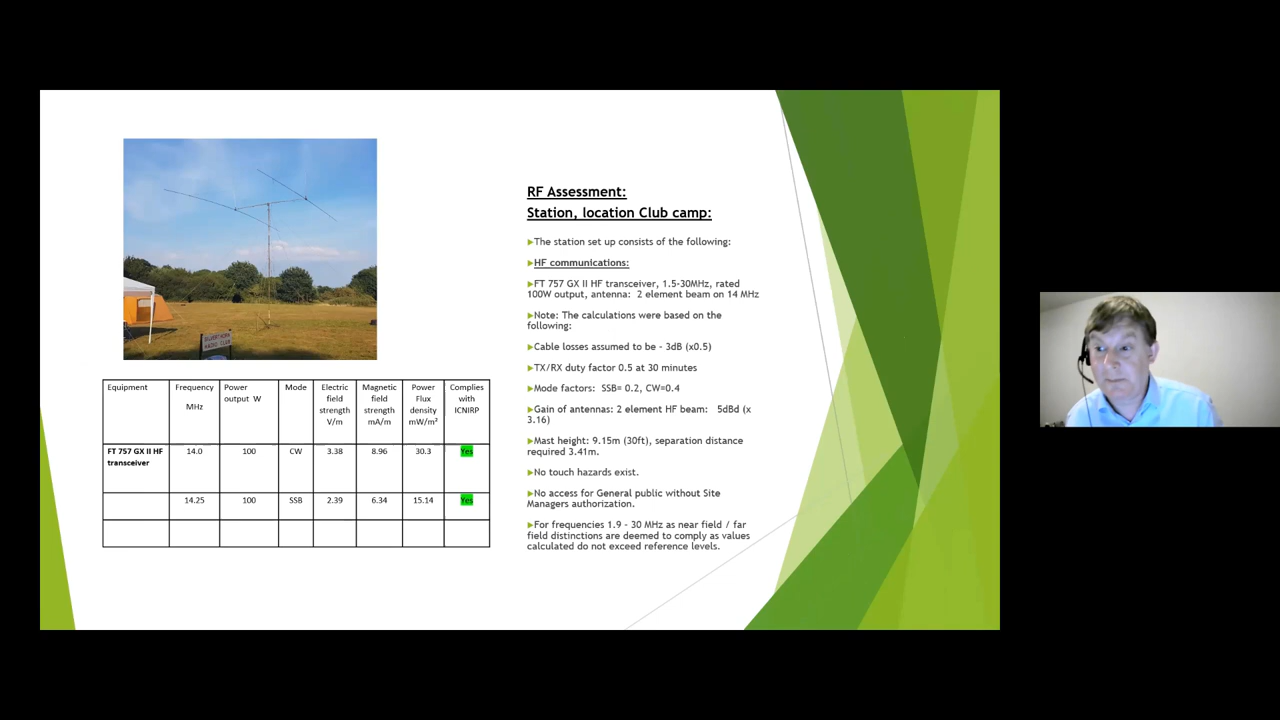 RF Assessment:
Station, location Club camp:
The station set up consists of the following:
HF communications:
FT 757 GX II HF transceiver, 1.5-30MHz, rated
100W output, antenna: 2 element beam on 14 MHz
Note: The calculations were based on the
following:
Cable losses assumed to be - 3dB (x0.5)
TX/RX duty factor 0.5 at 30 minutes
Mode factors: SSB= 0.2, CW=0.4
Gain of antennas: 2 element HF beam: 5dBd (x
3.16)
Mast height: 9.15m (30ft), separation distance
required 3.41m.
No touch hazards exist.
No access for General public without Site
Managers authorization.
For frequencies 1.9 - 30 MHz as near field / far
field distinctions are deemed to comply as values
calculated do not exceed reference levels.
Equipment Frequency MHz Power output W Mode Electric field strength V/m Magnetic field strength mA/m Power Flux density mW/m² Complies with ICNIRP
FT 757 GX II HF transceiver 14.0 100 CW 3.38 8.96 30.3 Yes
14.25 100 SSB 2.39 6.34 15.14 Yes